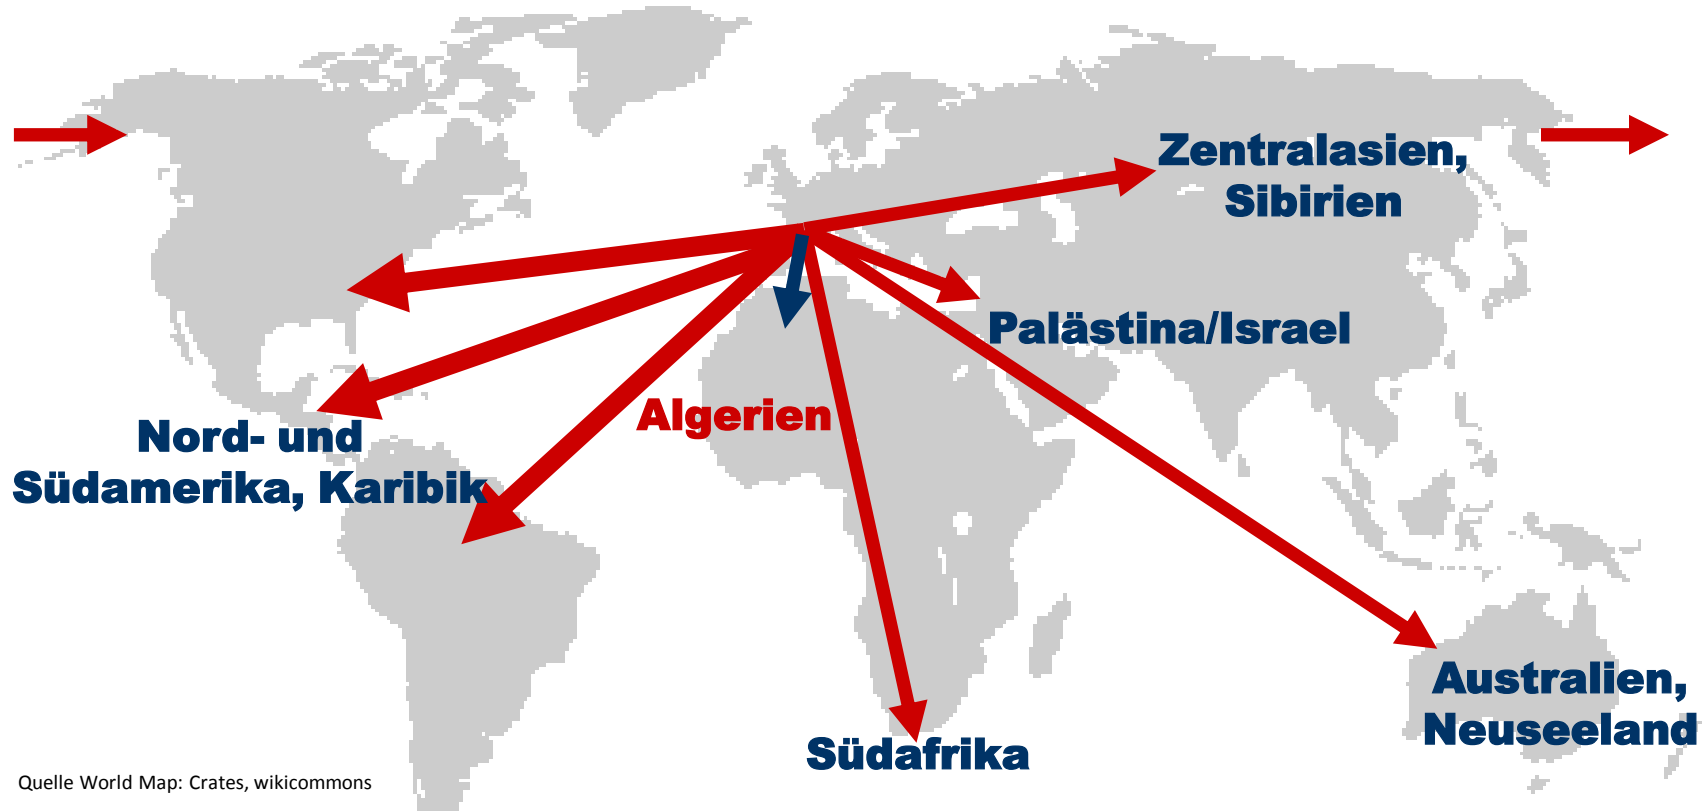 Zentralasien,
Sibirien
Palästina/Israel
Algerien
Nord- und
Südamerika, Karibik
Australien,
Neuseeland
Südafrika
Quelle World Map: Crates, wikicommons